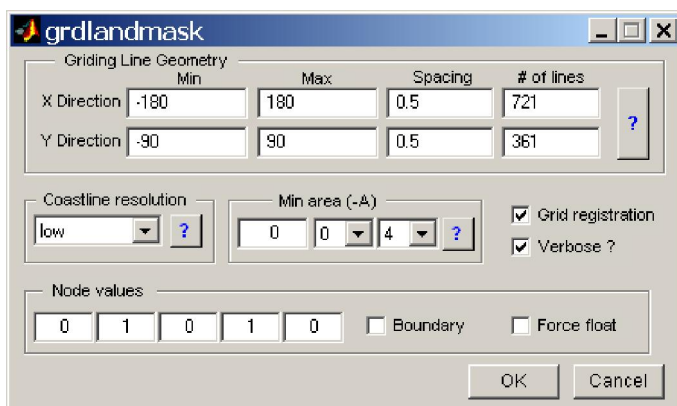 grdlandmask
Griding Line Geometry
Min Max Spacing # of lines
X Direction -180 180 0.5 721
?
Y Direction -90 90 0.5 361
Coastline resolution
low ?
Min area (-A)
0 0 4 ?
Grid registration
Verbose ?
Node values
0 1 0 1 0 Boundary Force float
OK Cancel